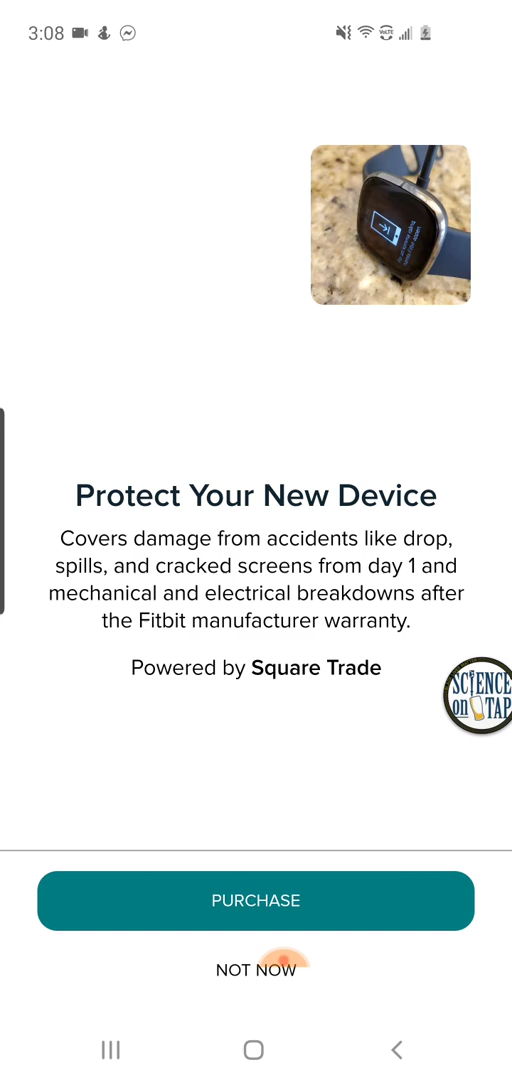 3:08
VoLTE
Protect Your New Device
Covers damage from accidents like drop,
spills, and cracked screens from day 1 and
mechanical and electrical breakdowns after
the Fitbit manufacturer warranty.
Powered by Square Trade
SCIENCE
on TAP
PURCHASE
NOT NOW